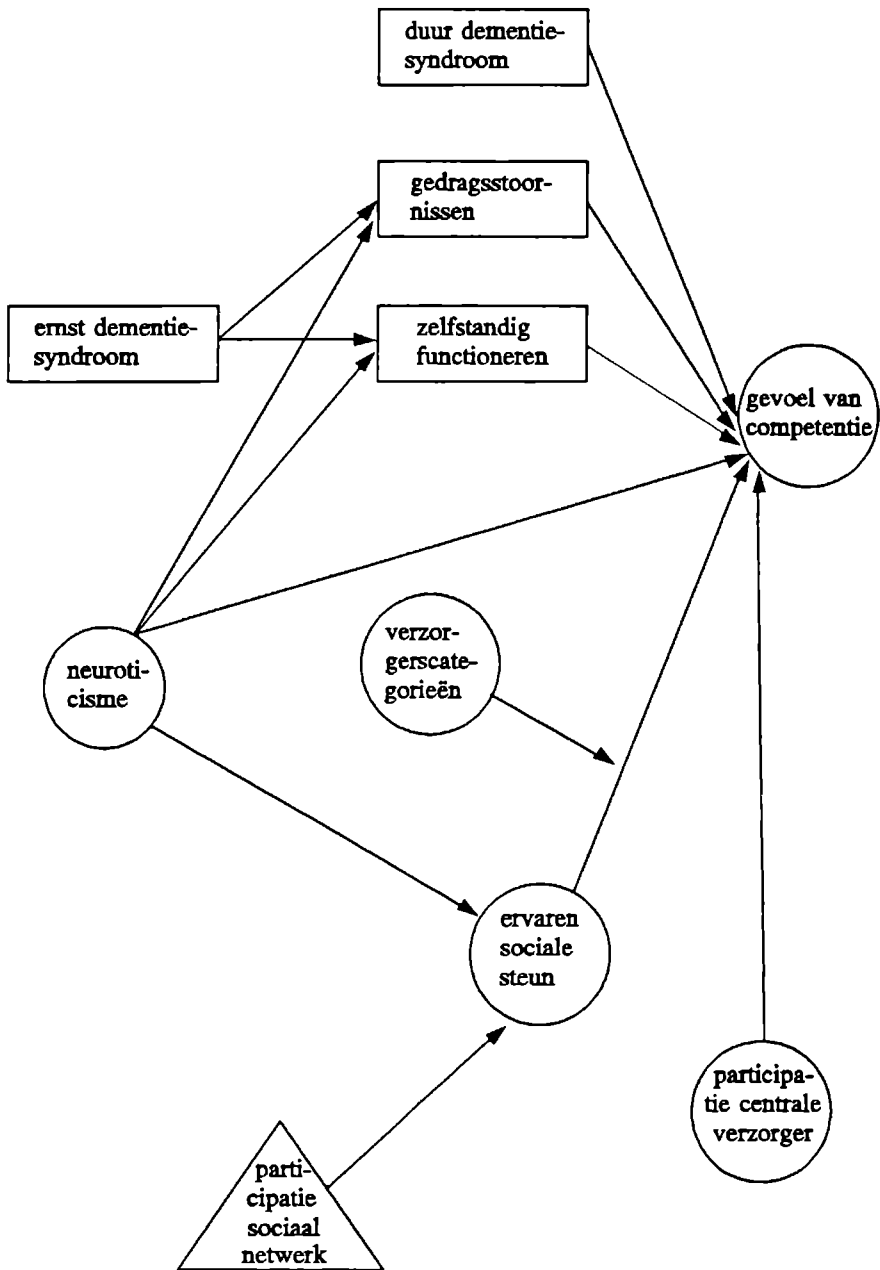 duur dementie-
syndroom
gedragsstoor-
nissen
ernst dementie-
syndroom
zelfstandig
functioneren
gevoel van
competentie
neuroti-
cisme
verzor-
gerscate-
gorieën
ervaren
sociale
steun
participa-
tie centrale
verzorger
parti-
cipatie
sociaal
netwerk